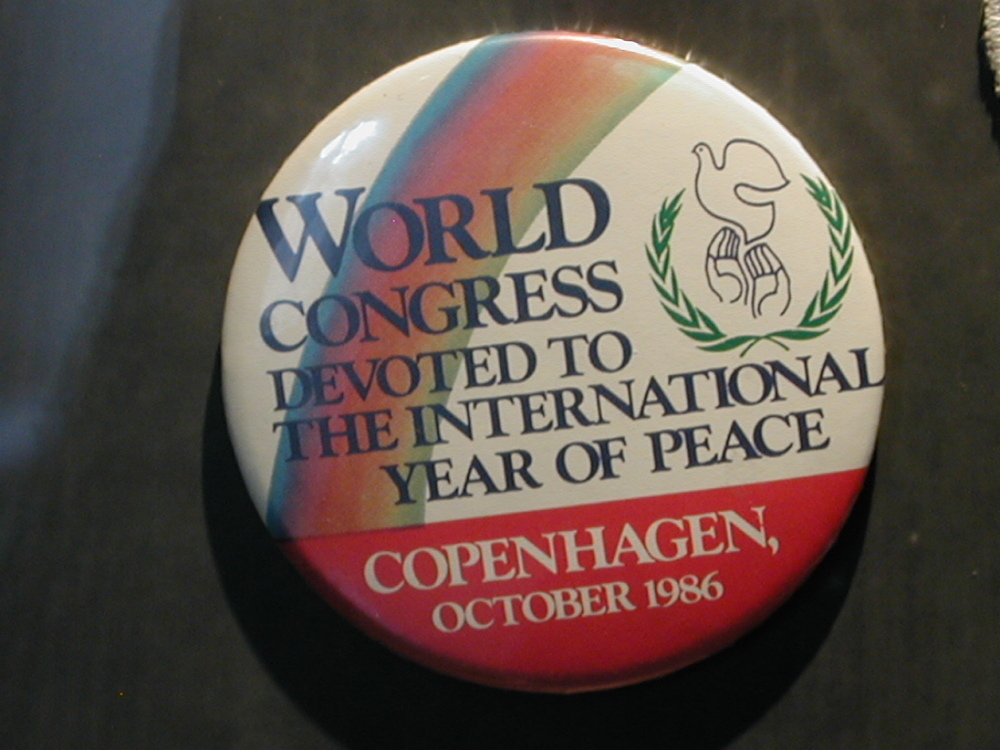 WORLD
CONGRESS
DEVOTED TO
THE INTERNATIONAL
YEAR OF PEACE
COPENHAGEN,
OCTOBER 1986